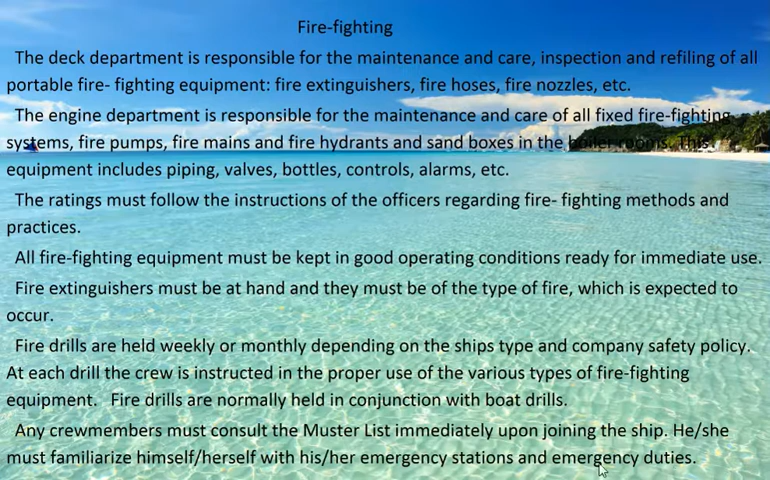 Fire-fighting
The deck department is responsible for the maintenance and care, inspection and refiling of all
portable fire- fighting equipment: fire extinguishers, fire hoses, fire nozzles, etc.
The engine department is responsible for the maintenance and care of all fixed fire-fighting
systems, fire pumps, fire mains and fire hydrants and sand boxes in the boiler rooms. This
equipment includes piping, valves, bottles, controls, alarms, etc.
The ratings must follow the instructions of the officers regarding fire- fighting methods and
practices.
All fire-fighting equipment must be kept in good operating conditions ready for immediate use.
Fire extinguishers must be at hand and they must be of the type of fire, which is expected to
occur.
Fire drills are held weekly or monthly depending on the ships type and company safety policy.
At each drill the crew is instructed in the proper use of the various types of fire-fighting
equipment. Fire drills are normally held in conjunction with boat drills.
Any crewmembers must consult the Muster List immediately upon joining the ship. He/she
must familiarize himself/herself with his/her emergency stations and emergency duties.